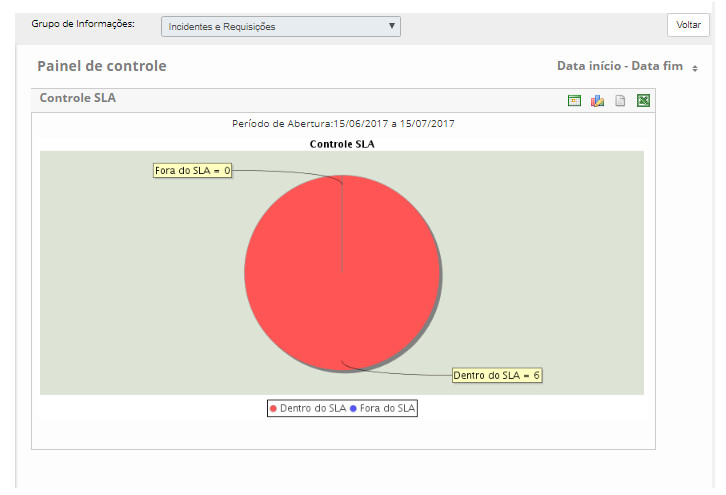 Grupo de Informações: Incidentes e Requisições Voltar
Painel de controle Data início - Data fim
Controle SLA
Período de Abertura:15/06/2017 a 15/07/2017
Controle SLA
Fora do SLA = 0
Dentro do SLA = 6
Dentro do SLA Fora do SLA